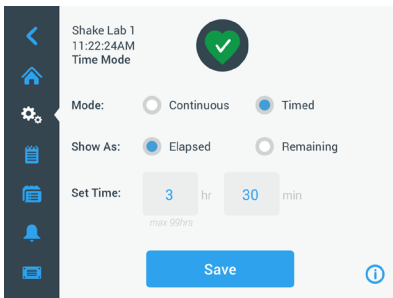 Shake Lab 1
11:22:24AM
Time Mode
Mode: Continuous Timed
Show As: Elapsed Remaining
Set Time: 3 hr 30 min
max 99hrs
Save